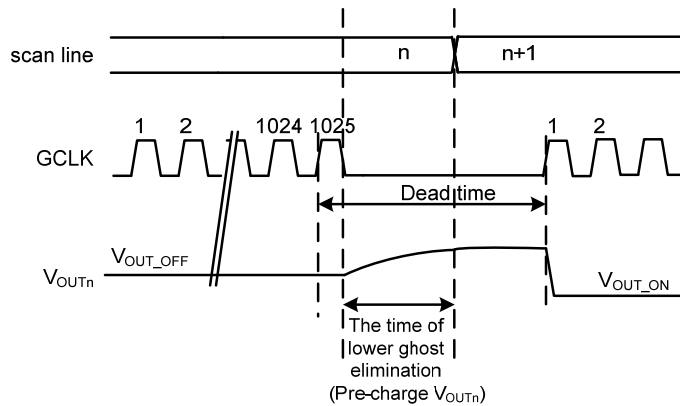 scan line
n
n+1
GCLK
1
2
1024
1025
1
2
Dead time
VOUTn
VOUT_OFF
VOUT_ON
The time of
lower ghost
elimination
(Pre-charge VOUTn)